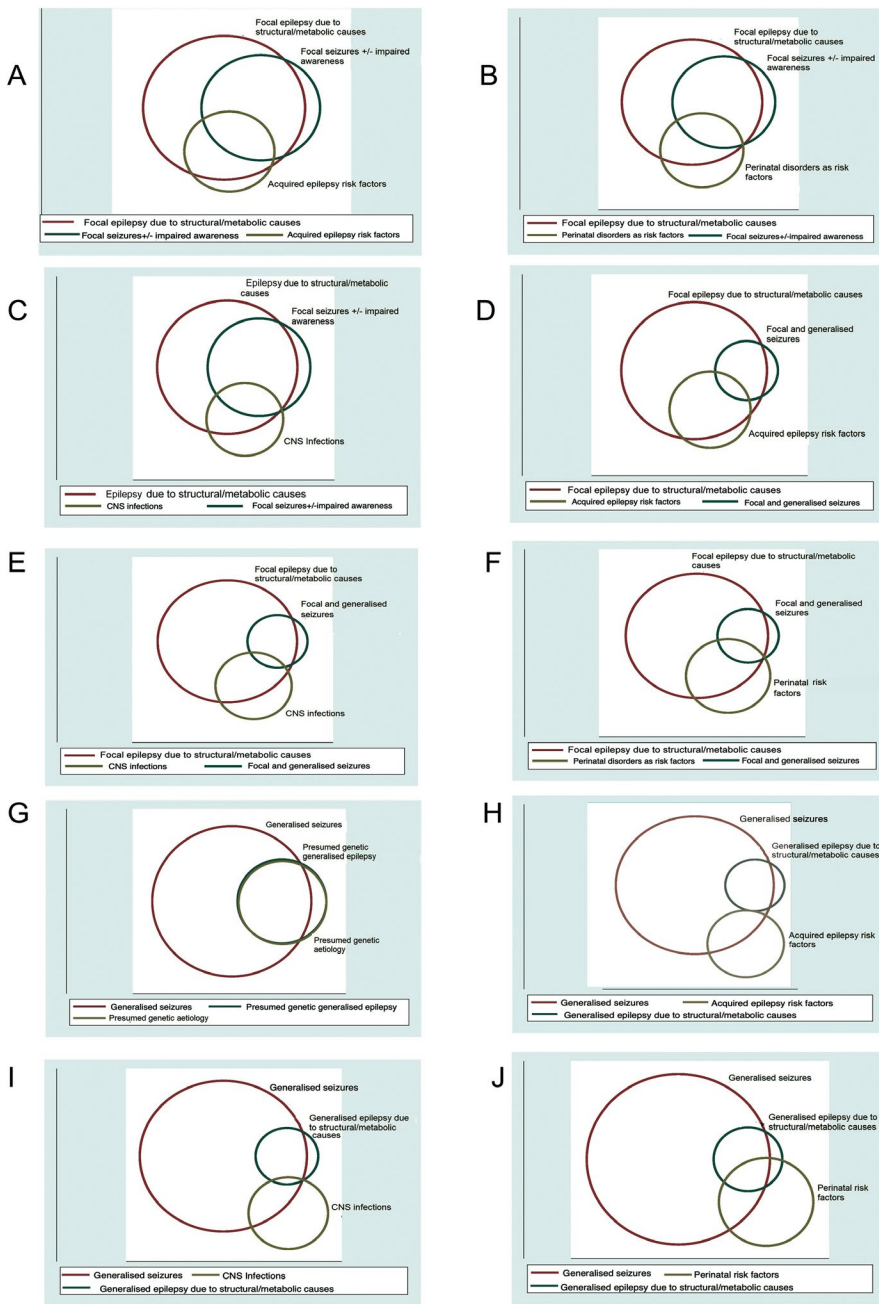 A
Focal epilepsy due to
structural/metabolic causes
Focal seizures +/- impaired
awareness
Acquired epilepsy risk factors
Focal epilepsy due to structural/metabolic causes
Focal seizures+/- impaired awareness
Acquired epilepsy risk factors
B
Focal epilepsy due to
structural/metabolic causes
Focal seizures +/- impaired
awareness
Perinatal disorders as risk
factors
Focal epilepsy due to structural/metabolic causes
Perinatal disorders as risk factors
Focal seizures+/-impaired awareness
C
Epilepsy due to structural/metabolic
causes
Focal seizures +/- impaired
awareness
CNS Infections
Epilepsy due to structural/metabolic causes
CNS infections
Focal seizures+/-impaired awareness
D
Focal epilepsy due to structural/metabolic causes
Focal and generalised
seizures
Acquired epilepsy risk factors
Focal epilepsy due to structural/metabolic causes
Acquired epilepsy risk factors
Focal and generalised seizures
E
Focal epilepsy due to
structural/metabolic causes
Focal and generalised
seizures
CNS infections
Focal epilepsy due to structural/metabolic causes
CNS infections
Focal and generalised seizures
F
Focal epilepsy due to structural/metabolic
causes
Focal and generalised
seizures
Perinatal risk
factors
Focal epilepsy due to structural/metabolic causes
Perinatal disorders as risk factors
Focal and generalised seizures
G
Generalised seizures
Presumed genetic
generalised epilepsy
Presumed genetic
aetiology
Generalised seizures
Presumed genetic generalised epilepsy
Presumed genetic aetiology
H
Generalised seizures
Generalised epilepsy due to
structural/metabolic causes
Acquired epilepsy risk
factors
Generalised seizures
Acquired epilepsy risk factors
Generalised epilepsy due to structural/metabolic causes
I
Generalised seizures
Generalised epilepsy due
to structural/metabolic
causes
CNS infections
Generalised seizures
CNS Infections
Generalised epilepsy due to structural/metabolic causes
J
Generalised seizures
Generalised epilepsy due to
structural/metabolic causes
Perinatal risk
factors
Generalised seizures
Perinatal risk factors
Generalised epilepsy due to structural/metabolic causes